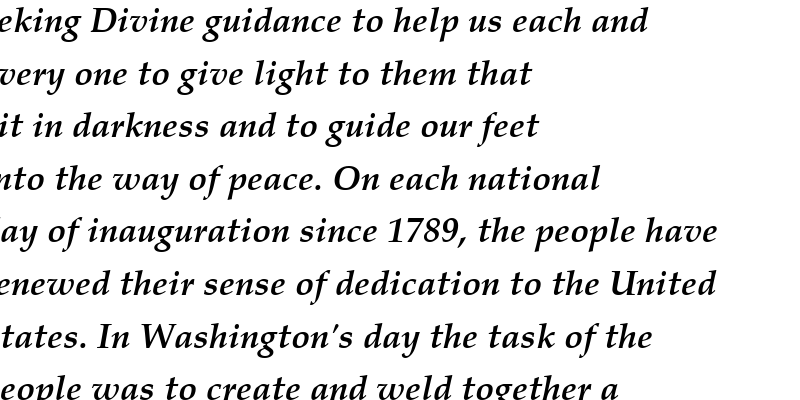 eking Divine guidance to help us each and
very one to give light to them that
it in darkness and to guide our feet
nto the way of peace. On each national
ay of inauguration since 1789, the people have
enewed their sense of dedication to the United
tates. In Washington's day the task of the
eople was to create and weld together a